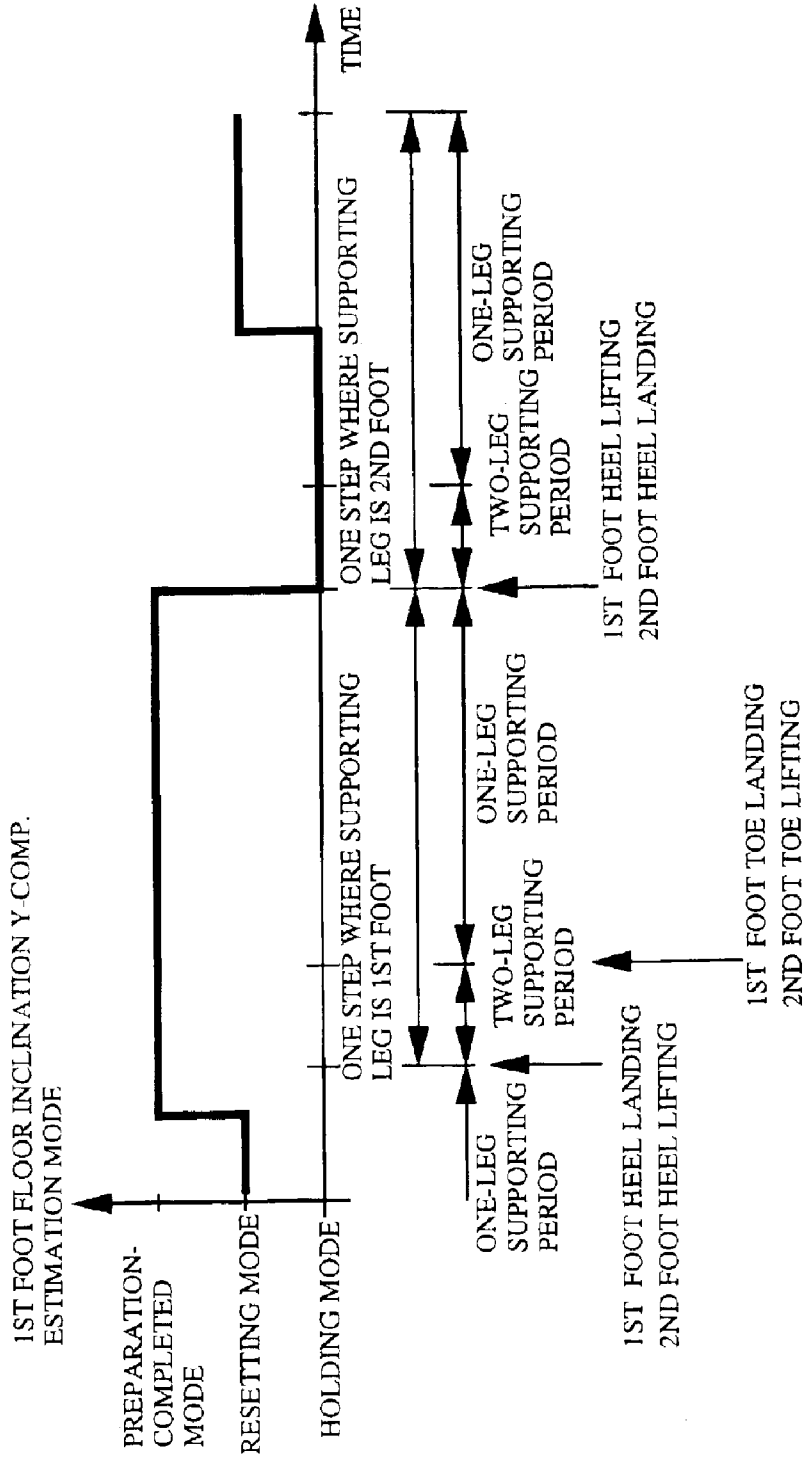 1ST FOOT FLOOR INCLINATION Y-COMP.
ESTIMATION MODE
PREPARATION-
COMPLETED
MODE
RESETTING MODE
HOLDING MODE
TIME
ONE STEP WHERE SUPPORTING
LEG IS 1ST FOOT
ONE STEP WHERE SUPPORTING
LEG IS 2ND FOOT
ONE-LEG
SUPPORTING
PERIOD
TWO-LEG
SUPPORTING
PERIOD
ONE-LEG
SUPPORTING
PERIOD
TWO-LEG
SUPPORTING
PERIOD
ONE-LEG
SUPPORTING
PERIOD
1ST FOOT HEEL LANDING
2ND FOOT HEEL LIFTING
1ST FOOT TOE LANDING
2ND FOOT TOE LIFTING
1ST FOOT HEEL LIFTING
2ND FOOT HEEL LANDING